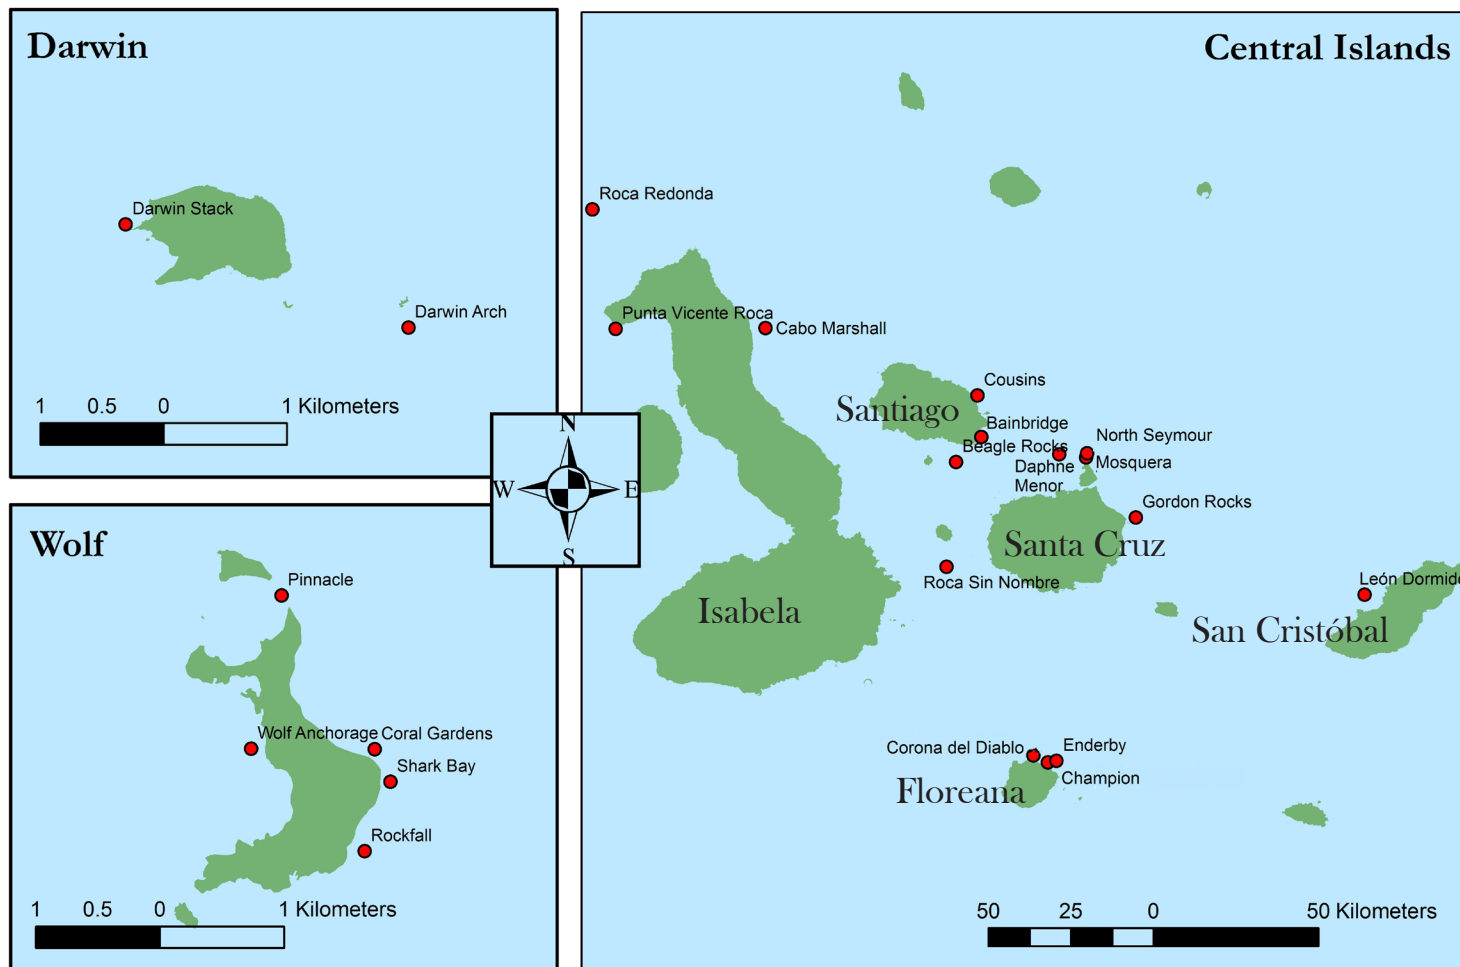 Darwin
Darwin Stack
Darwin Arch
1 0.5 0 1 Kilometers
Wolf
Pinnacle
Wolf Anchorage
Coral Gardens
Shark Bay
Rockfall
1 0.5 0 1 Kilometers
N
W E
S
Central Islands
Roca Redonda
Punta Vicente Roca
Cabo Marshall
Cousins
Santiago
Bainbridge
Beagle Rocks
North Seymour
Daphne
Menor
Mosquera
Gordon Rocks
Santa Cruz
Roca Sin Nombre
León Dormido
Isabela
San Cristóbal
Corona del Diablo
Enderby
Champion
Floreana
50 25 0 50 Kilometers